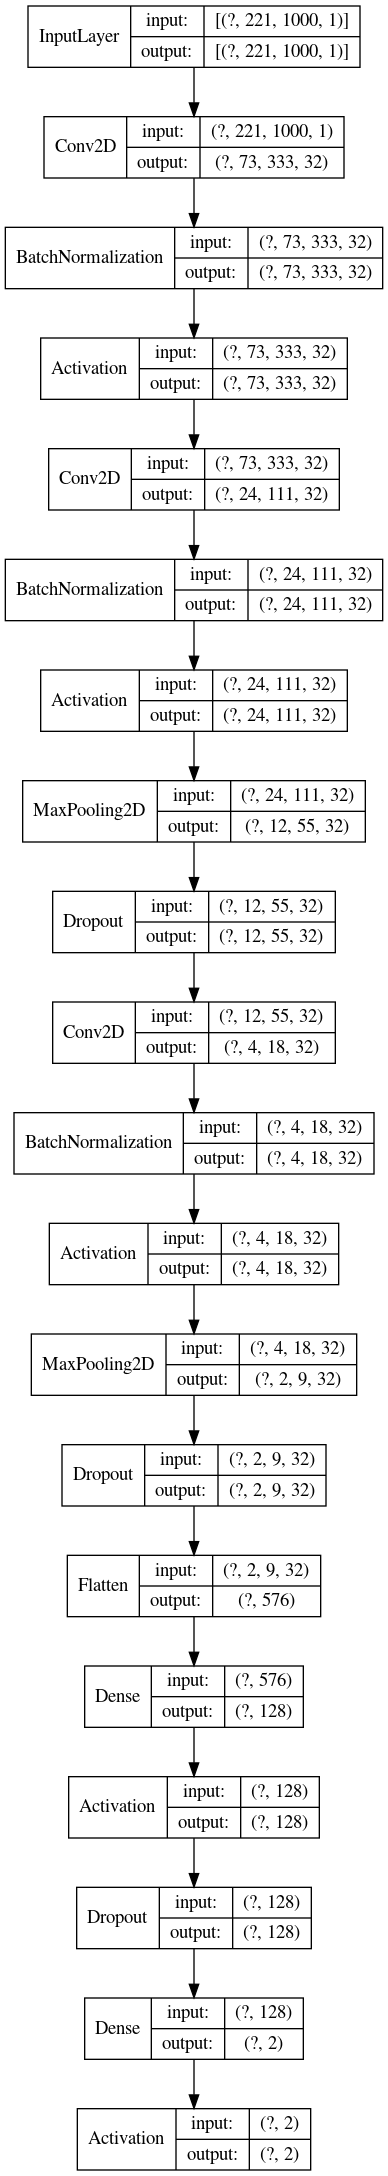 InputLayer
input: [(?, 221, 1000, 1)]
output: [(?, 221, 1000, 1)]
Conv2D
input: (?, 221, 1000, 1)
output: (?, 73, 333, 32)
BatchNormalization
input: (?, 73, 333, 32)
output: (?, 73, 333, 32)
Activation
input: (?, 73, 333, 32)
output: (?, 73, 333, 32)
Conv2D
input: (?, 73, 333, 32)
output: (?, 24, 111, 32)
BatchNormalization
input: (?, 24, 111, 32)
output: (?, 24, 111, 32)
Activation
input: (?, 24, 111, 32)
output: (?, 24, 111, 32)
MaxPooling2D
input: (?, 24, 111, 32)
output: (?, 12, 55, 32)
Dropout
input: (?, 12, 55, 32)
output: (?, 12, 55, 32)
Conv2D
input: (?, 12, 55, 32)
output: (?, 4, 18, 32)
BatchNormalization
input: (?, 4, 18, 32)
output: (?, 4, 18, 32)
Activation
input: (?, 4, 18, 32)
output: (?, 4, 18, 32)
MaxPooling2D
input: (?, 4, 18, 32)
output: (?, 2, 9, 32)
Dropout
input: (?, 2, 9, 32)
output: (?, 2, 9, 32)
Flatten
input: (?, 2, 9, 32)
output: (?, 576)
Dense
input: (?, 576)
output: (?, 128)
Activation
input: (?, 128)
output: (?, 128)
Dropout
input: (?, 128)
output: (?, 128)
Dense
input: (?, 128)
output: (?, 2)
Activation
input: (?, 2)
output: (?, 2)